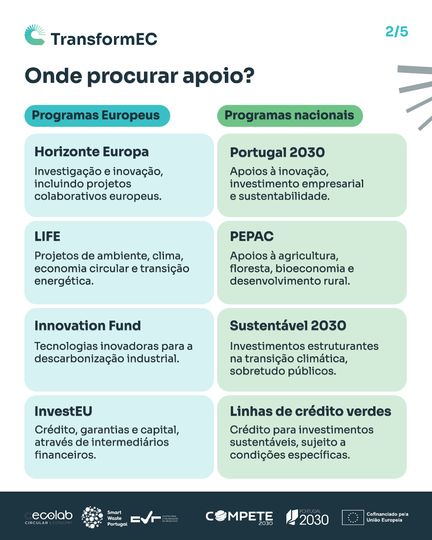 TransformEC
2/5
Onde procurar apoio?
Programas Europeus
Programas nacionais
Horizonte Europa
Investigação e inovação,
incluindo projetos
colaborativos europeus.
Portugal 2030
Apoios à inovação,
investimento empresarial
e sustentabilidade.
LIFE
Projetos de ambiente, clima,
economia circular e transição
energética.
PEPAC
Apoios à agricultura,
floresta, bioeconomia e
desenvolvimento rural.
Innovation Fund
Tecnologias inovadoras para a
descarbonização industrial.
Sustentável 2030
Investimentos estruturantes
na transição climática,
sobretudo públicos.
InvestEU
Crédito, garantias e capital,
através de intermediários
financeiros.
Linhas de crédito verdes
Crédito para investimentos
sustentáveis, sujeito a
condições específicas.
ecolab
CIRCULAR ECONOMY
Smart
Waste
Portugal
COMPETE
2030
PORTUGAL
2030
Cofinanciado pela
União Europeia